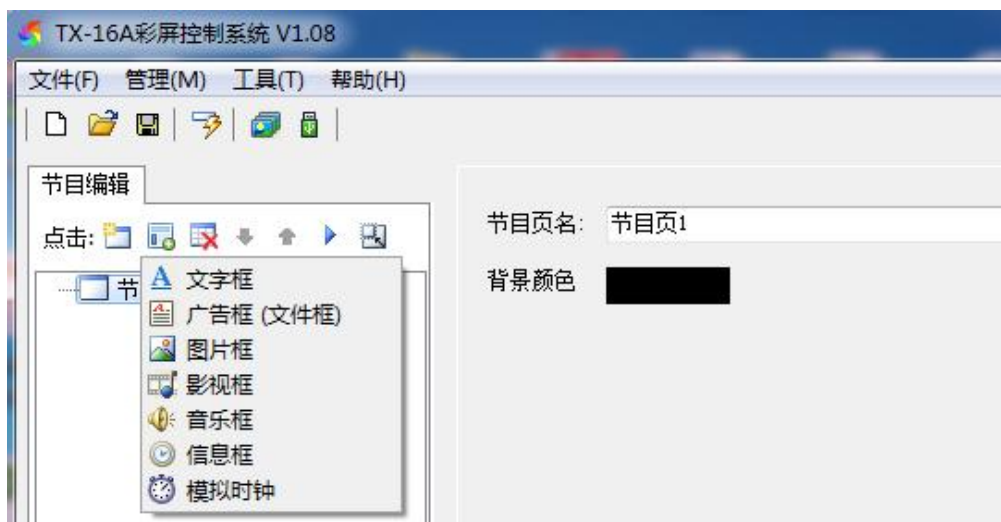 TX-16A彩屏控制系统 V1.08
文件(F) 管理(M) 工具(T) 帮助(H)
节目编辑
点击:
节
文字框
广告框 (文件框)
图片框
影视框
音乐框
信息框
模拟时钟
节目页名: 节目页1
背景颜色